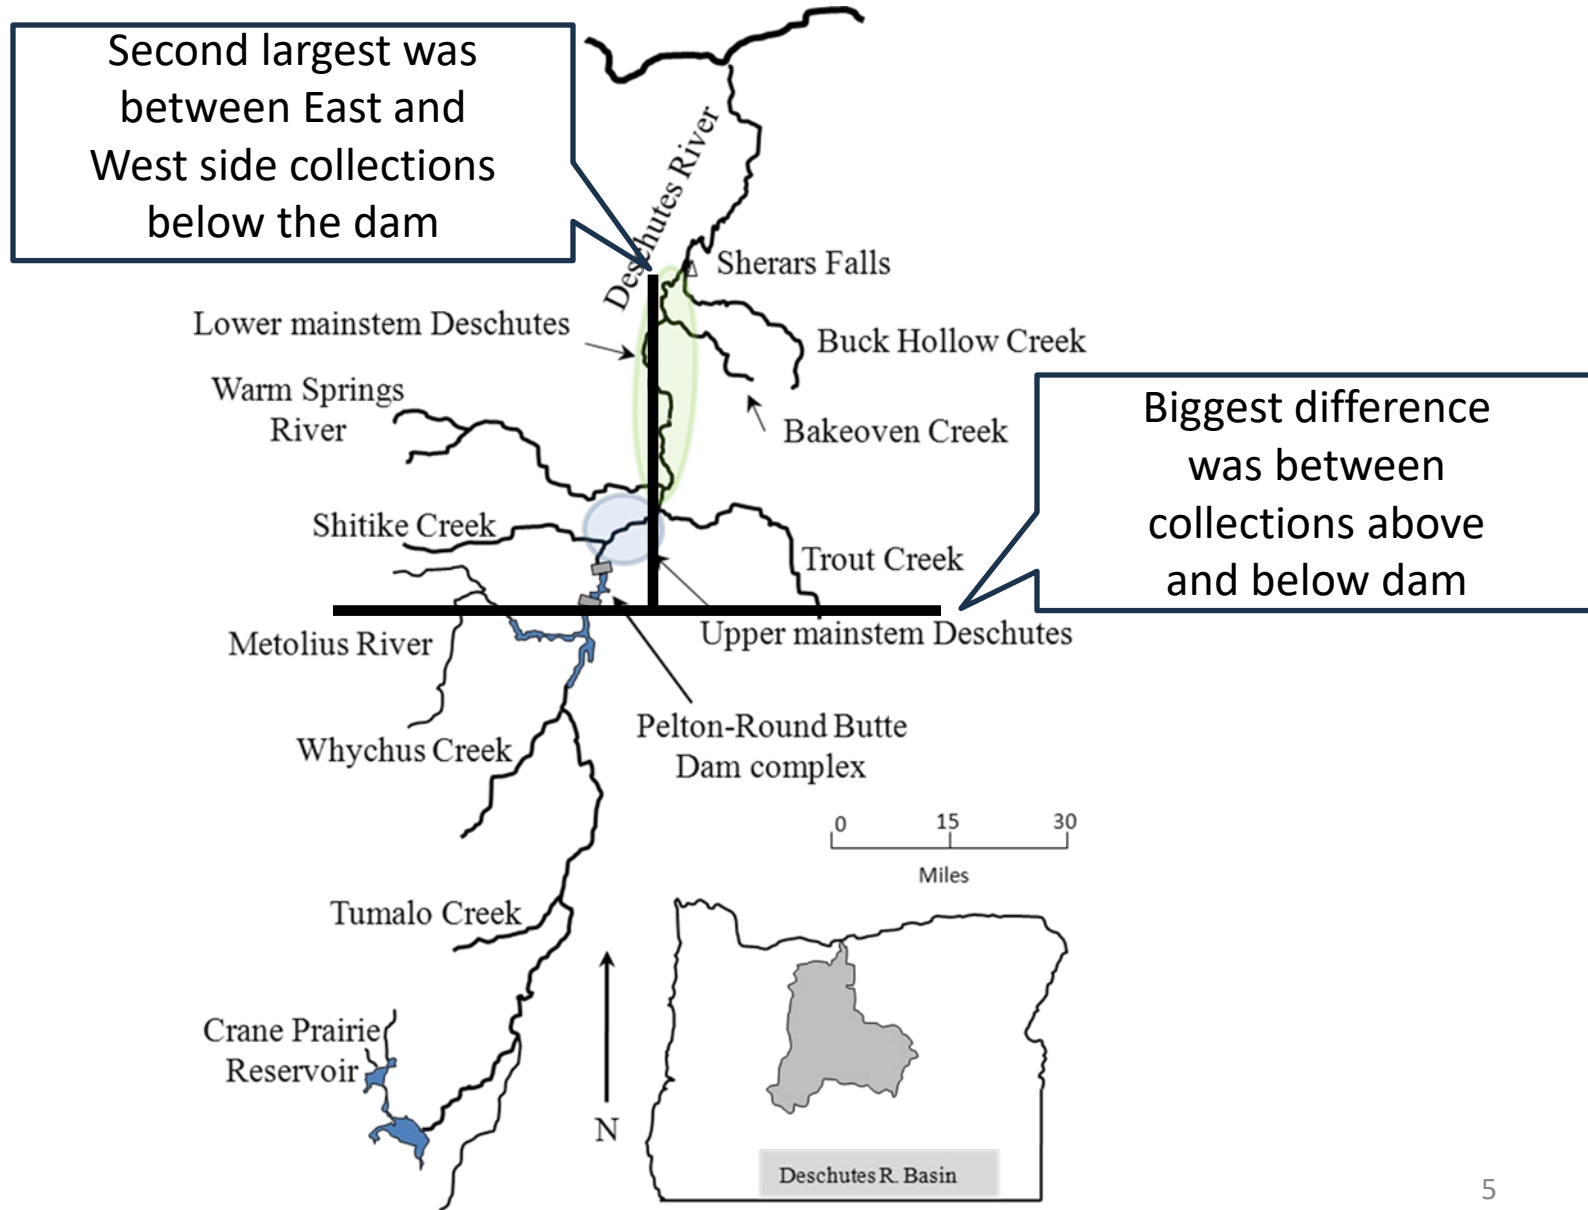 Second largest was
between East and
West side collections
below the dam
Deschutes River
Sherars Falls
Lower mainstem Deschutes
Buck Hollow Creek
Warm Springs
River
Bakeoven Creek
Biggest difference
was between
collections above
and below dam
Shitike Creek
Trout Creek
Metolius River
Upper mainstem Deschutes
Pelton-Round Butte
Dam complex
Whychus Creek
0 15 30
Miles
Tumalo Creek
Crane Prairie
Reservoir
N
Deschutes R. Basin
5